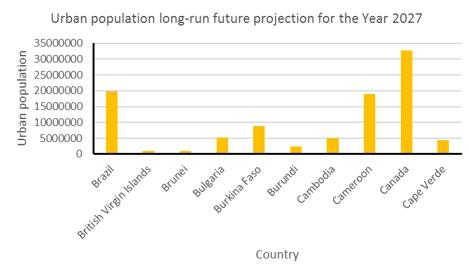 Urban population long-run future projection for the Year 2027
Urban population
35000000
30000000
25000000
20000000
15000000
10000000
5000000
0
Brazil
British Virgin Islands
Brunei
Bulgaria
Burkina Faso
Burundi
Cambodia
Cameroon
Canada
Cape Verde
Country